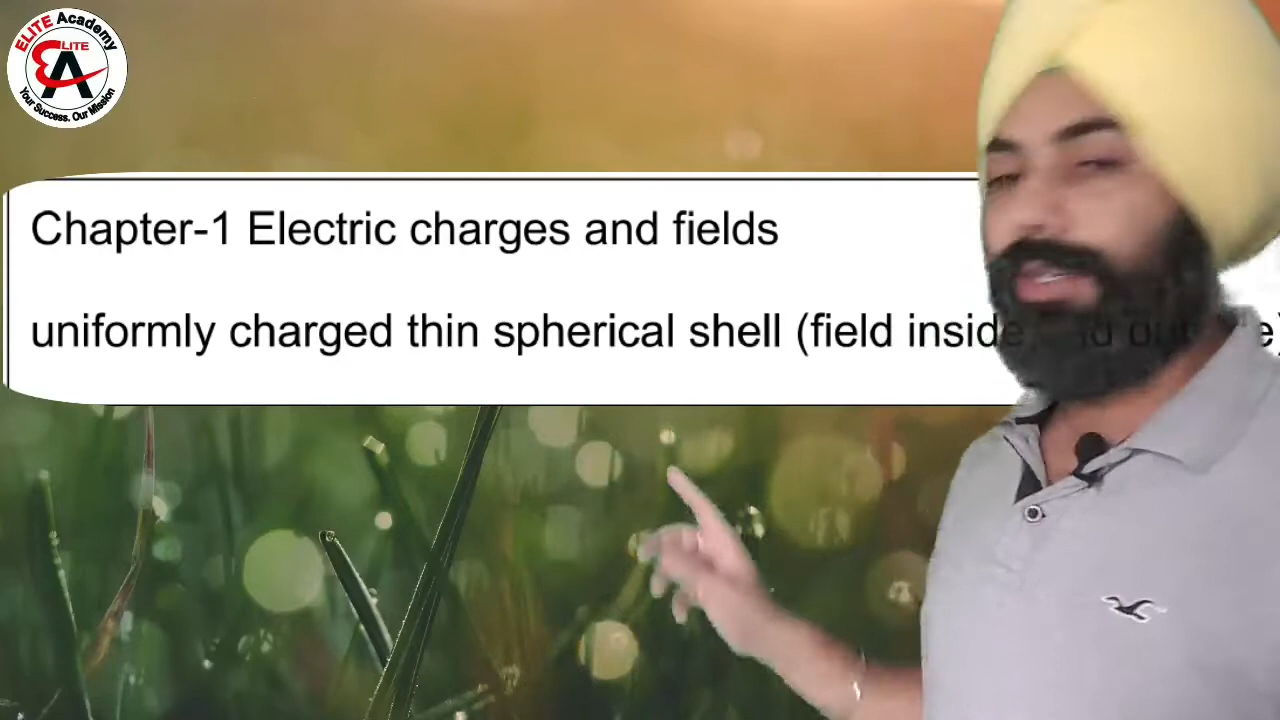 ELITE Academy
ELITE
EA
Your Success. Our Mission
Chapter-1 Electric charges and fields
uniformly charged thin spherical shell (field inside